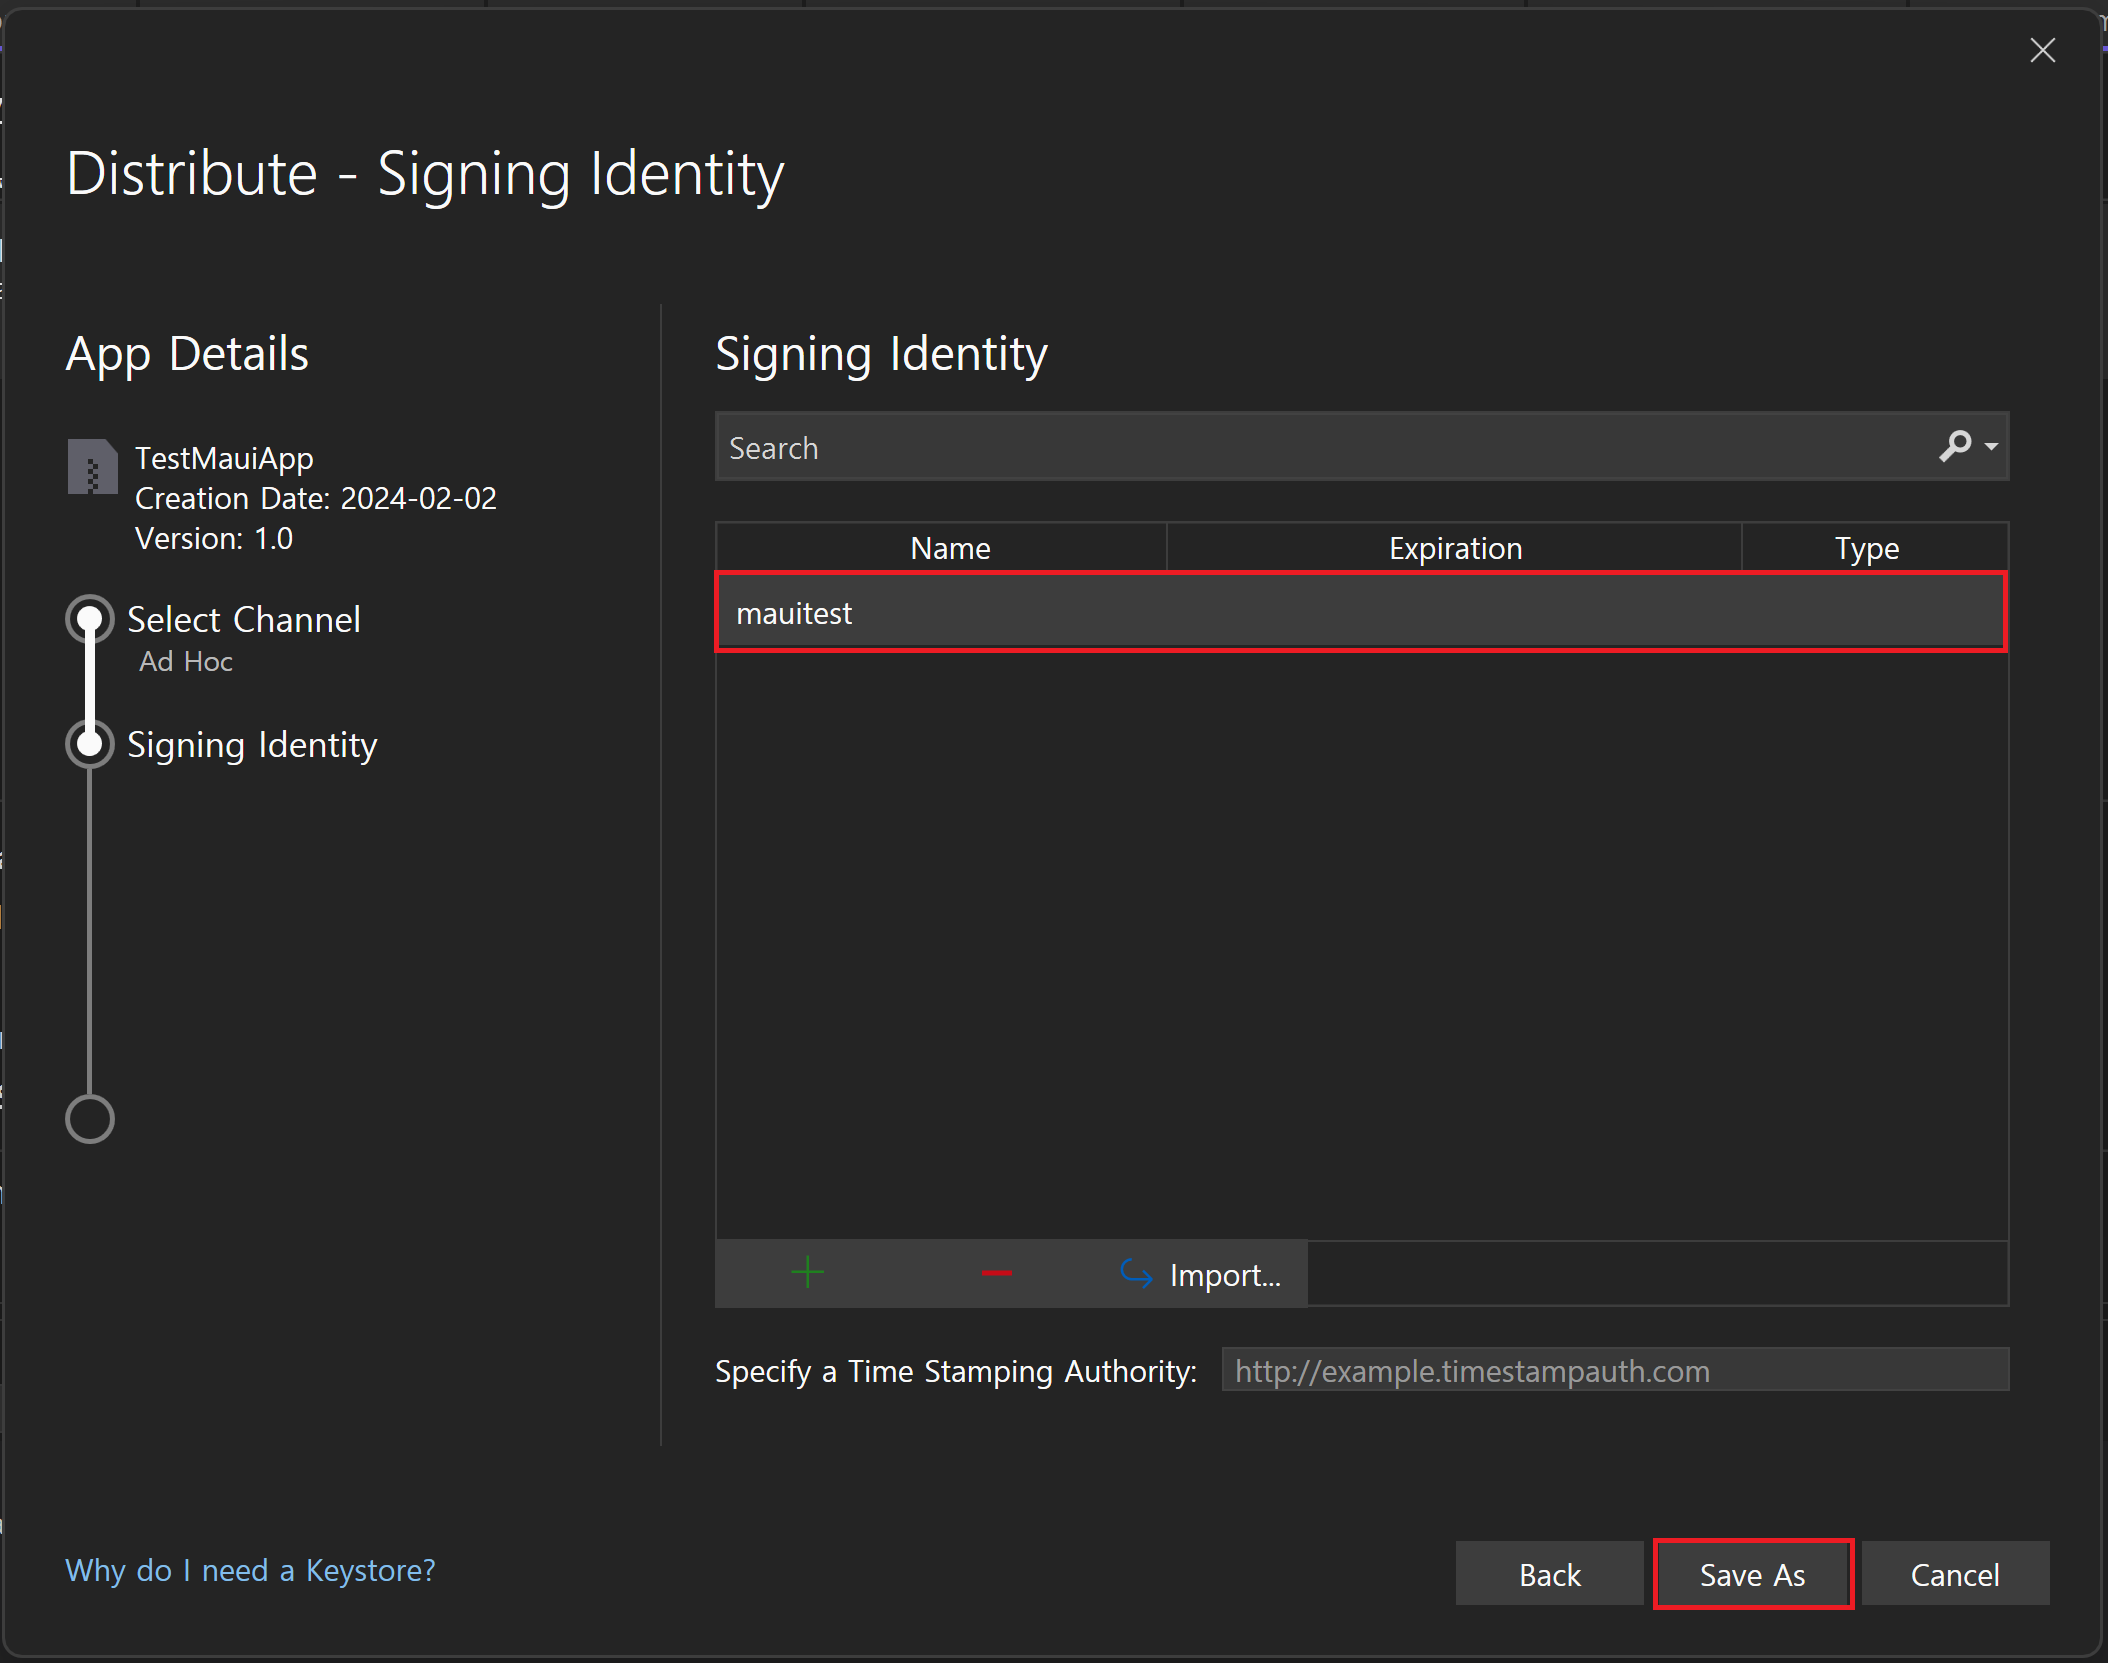 Distribute - Signing Identity
App Details
TestMauiApp
Creation Date: 2024-02-02
Version: 1.0
Select Channel
Ad Hoc
Signing Identity
Signing Identity
Search
Name Expiration Type
mauitest
Import...
Specify a Time Stamping Authority: http://example.timestampauth.com
Why do I need a Keystore?
Back Save As Cancel